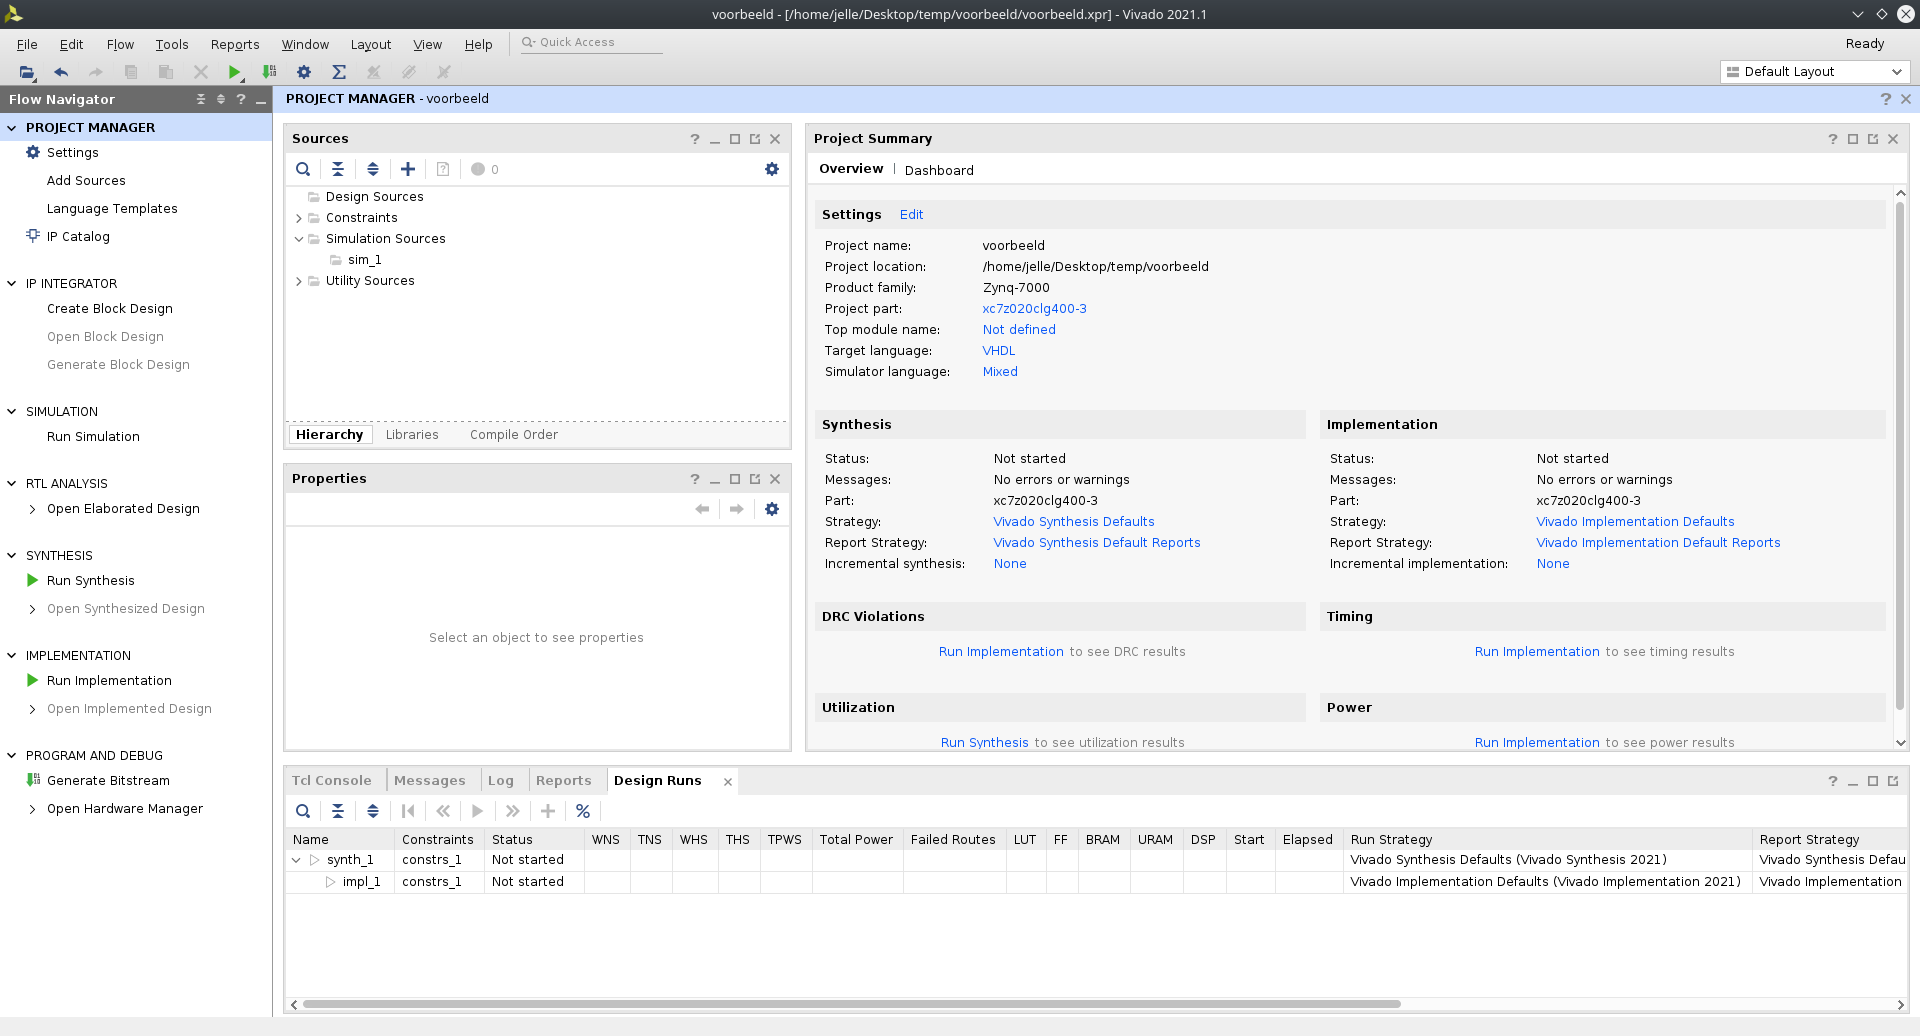 voorbeeld - [/home/jelle/Desktop/temp/voorbeeld/voorbeeld.xpr] - Vivado 2021.1
File Edit Flow Tools Reports Window Layout View Help Quick Access Ready
Default Layout
Flow Navigator
PROJECT MANAGER
Settings
Add Sources
Language Templates
IP Catalog
IP INTEGRATOR
Create Block Design
Open Block Design
Generate Block Design
SIMULATION
Run Simulation
RTL ANALYSIS
Open Elaborated Design
SYNTHESIS
Run Synthesis
Open Synthesized Design
IMPLEMENTATION
Run Implementation
Open Implemented Design
PROGRAM AND DEBUG
Generate Bitstream
Open Hardware Manager
PROJECT MANAGER - voorbeeld
Sources
0
Design Sources
Constraints
Simulation Sources
sim_1
Utility Sources
Hierarchy Libraries Compile Order
Properties
Select an object to see properties
Project Summary
Overview | Dashboard
Settings Edit
Project name: voorbeeld
Project location: /home/jelle/Desktop/temp/voorbeeld
Product family: Zynq-7000
Project part: xc7z020clg400-3
Top module name: Not defined
Target language: VHDL
Simulator language: Mixed
Synthesis
Status: Not started
Messages: No errors or warnings
Part: xc7z020clg400-3
Strategy: Vivado Synthesis Defaults
Report Strategy: Vivado Synthesis Default Reports
Incremental synthesis: None
Implementation
Status: Not started
Messages: No errors or warnings
Part: xc7z020clg400-3
Strategy: Vivado Implementation Defaults
Report Strategy: Vivado Implementation Default Reports
Incremental implementation: None
DRC Violations
Run Implementation to see DRC results
Timing
Run Implementation to see timing results
Utilization
Run Synthesis to see utilization results
Power
Run Implementation to see power results
Tcl Console Messages Log Reports Design Runs
Name Constraints Status WNS TNS WHS THS TPWS Total Power Failed Routes LUT FF BRAM URAM DSP Start Elapsed Run Strategy Report Strategy
synth_1 constrs_1 Not started Vivado Synthesis Defaults (Vivado Synthesis 2021) Vivado Synthesis Defau
impl_1 constrs_1 Not started Vivado Implementation Defaults (Vivado Implementation 2021) Vivado Implementation